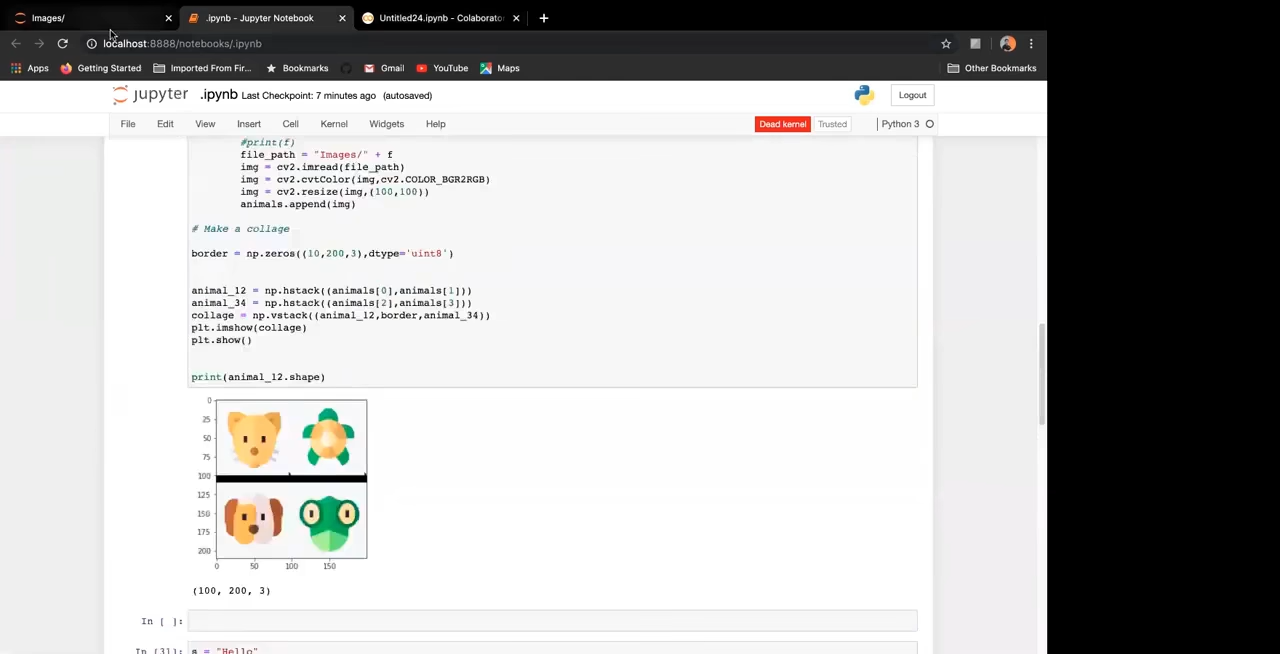 Images/
.ipynb - Jupyter Notebook
Untitled24.ipynb - Colaborator
localhost:8888/notebooks/.ipynb
Apps Getting Started Imported From Fir... Bookmarks Gmail YouTube Maps Other Bookmarks
jupyter .ipynb Last Checkpoint: 7 minutes ago (autosaved) Logout
File Edit View Insert Cell Kernel Widgets Help Dead kernel Trusted Python 3
#print(f)
file_path = "Images/" + f
img = cv2.imread(file_path)
img = cv2.cvtColor(img,cv2.COLOR_BGR2RGB)
img = cv2.resize(img,(100,100))
animals.append(img)
# Make a collage
border = np.zeros((10,200,3),dtype='uint8')
animal_12 = np.hstack((animals[0],animals[1]))
animal_34 = np.hstack((animals[2],animals[3]))
collage = np.vstack((animal_12,border,animal_34))
plt.imshow(collage)
plt.show()
print(animal_12.shape)
0
25
50
75
100
125
150
175
200
0 50 100 150
(100, 200, 3)
In [ ]:
In [31]: s = "Hello"